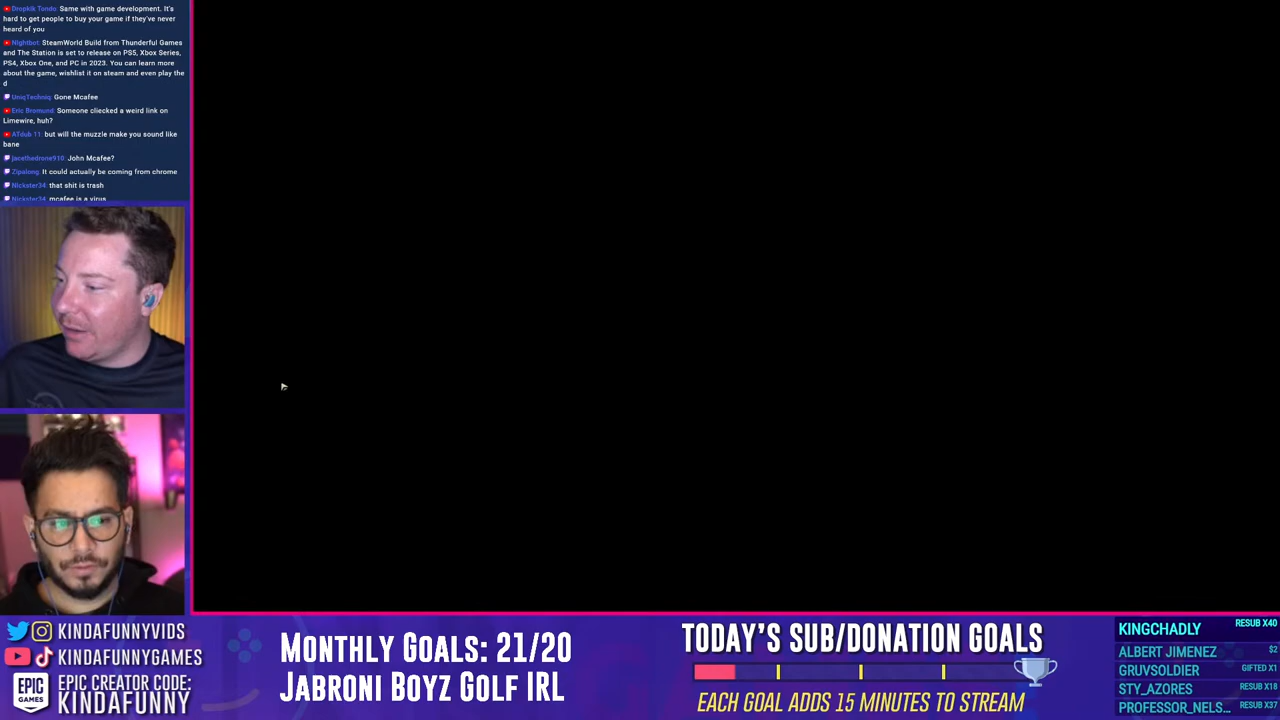 Dropkik Tondo: Same with game development. It's
hard to get people to buy your game if they've never
heard of you
Nightbot: SteamWorld Build from Thunderful Games
and The Station is set to release on PS5, Xbox Series,
PS4, Xbox One, and PC in 2023. You can learn more
about the game, wishlist it on steam and even play the
d
UniqTechniq: Gone Mcafee
Eric Bromund: Someone cliecked a weird link on
Limewire, huh?
ATdub 11: but will the muzzle make you sound like
bane
jacethedrone910: John Mcafee?
Zipalong: It could actually be coming from chrome
Nickster34: that shit is trash
Nickster34: mcafee is a virus
KINDAFUNNYVIDS
KINDAFUNNYGAMES
EPIC GAMES
EPIC CREATOR CODE:
KINDAFUNNY
MONTHLY GOALS: 21/20
JABRONI BOYZ GOLF IRL
TODAY'S SUB/DONATION GOALS
EACH GOAL ADDS 15 MINUTES TO STREAM
KINGCHADLY RESUB X40
ALBERT JIMENEZ $2
GRUVSOLDIER GIFTED X1
STY_AZORES RESUB X18
PROFESSOR_NELS... RESUB X37